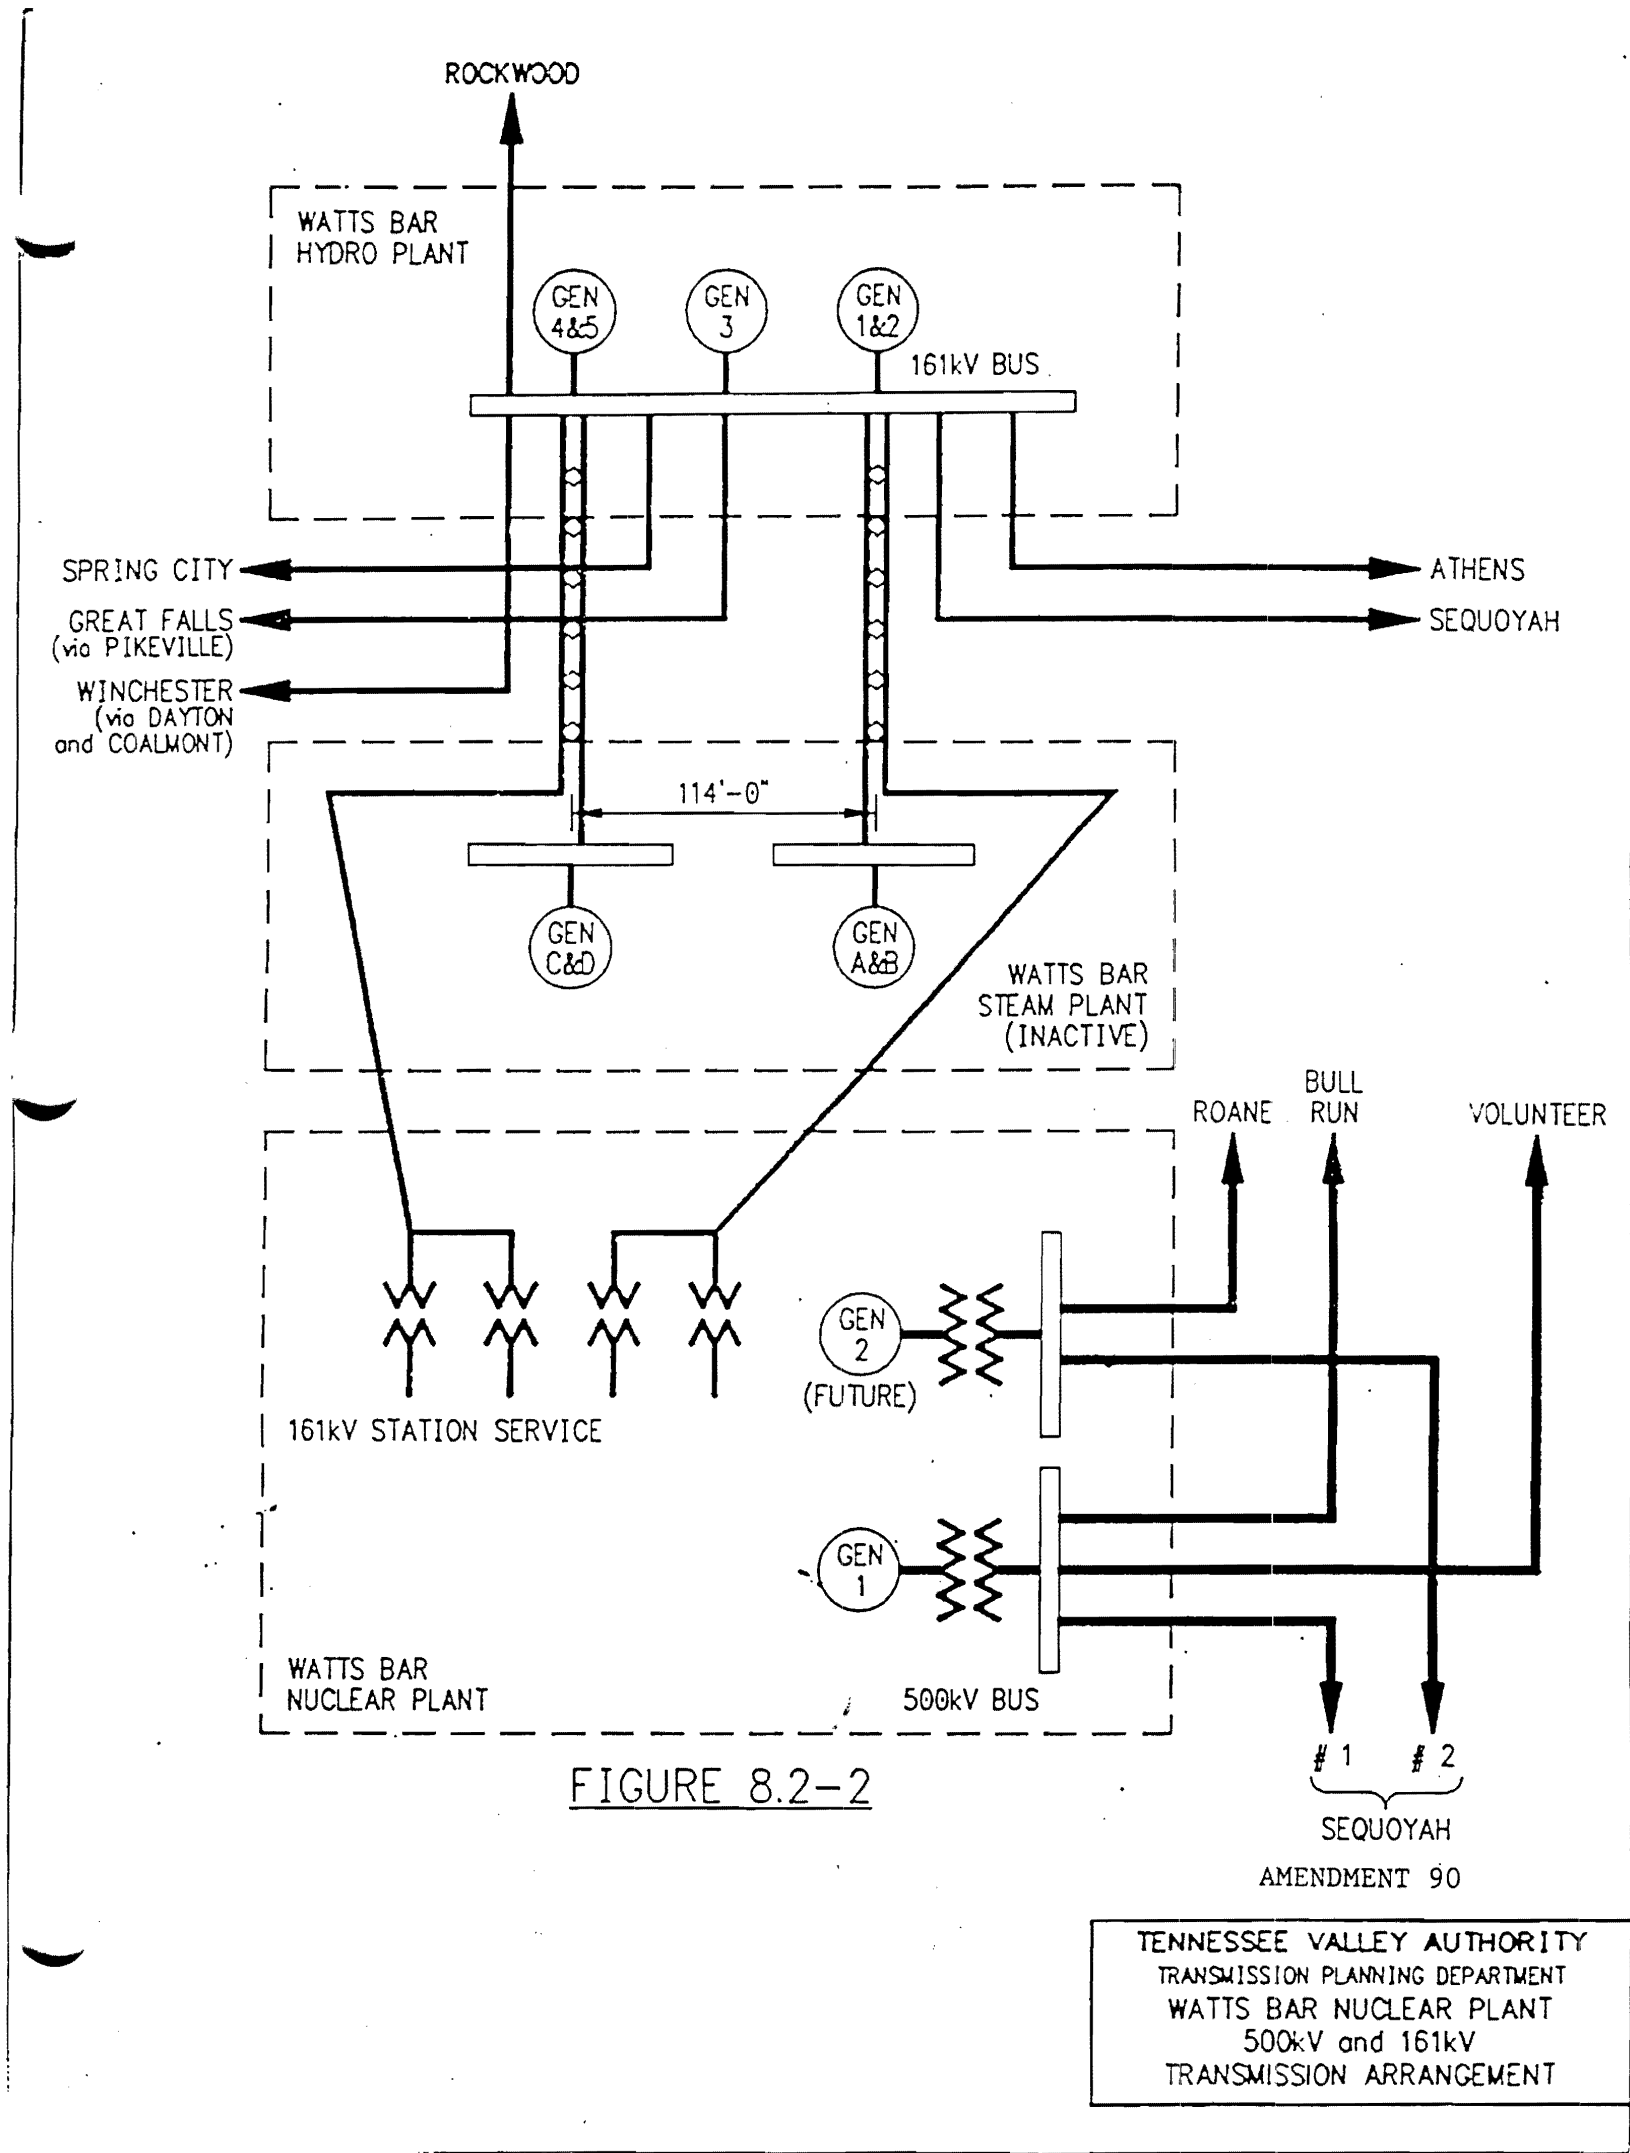 ROCKWOOD
WATTS BAR
HYDRO PLANT
GEN
4&5
GEN
3
GEN
1&2
161kV BUS
SPRING CITY
GREAT FALLS
(via PIKEVILLE)
WINCHESTER
(via DAYTON
and COALMONT)
ATHENS
SEQUOYAH
114'-0"
GEN
C&D
GEN
A&B
WATTS BAR
STEAM PLANT
(INACTIVE)
ROANE
BULL
RUN
VOLUNTEER
GEN
2
(FUTURE)
161kV STATION SERVICE
GEN
1
WATTS BAR
NUCLEAR PLANT
500kV BUS
# 1
# 2
SEQUOYAH
FIGURE 8.2-2
AMENDMENT 90
TENNESSEE VALLEY AUTHORITY
TRANSMISSION PLANNING DEPARTMENT
WATTS BAR NUCLEAR PLANT
500kV and 161kV
TRANSMISSION ARRANGEMENT